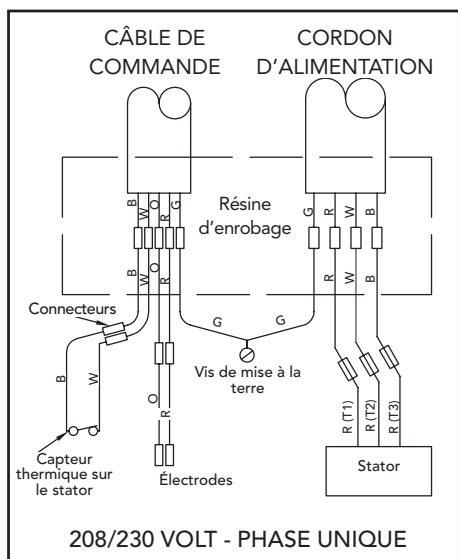 CÂBLE DE
COMMANDE
CORDON
D'ALIMENTATION
B
W
O
R
G
G
R
W
B
Résine
d'enrobage
B
W
O
R
R
W
B
Connecteurs
G
G
Vis de mise à la
terre
B
W
O
R
R (T1)
R (T2)
R (T3)
Capteur
thermique sur
le stator
Électrodes
Stator
208/230 VOLT - PHASE UNIQUE